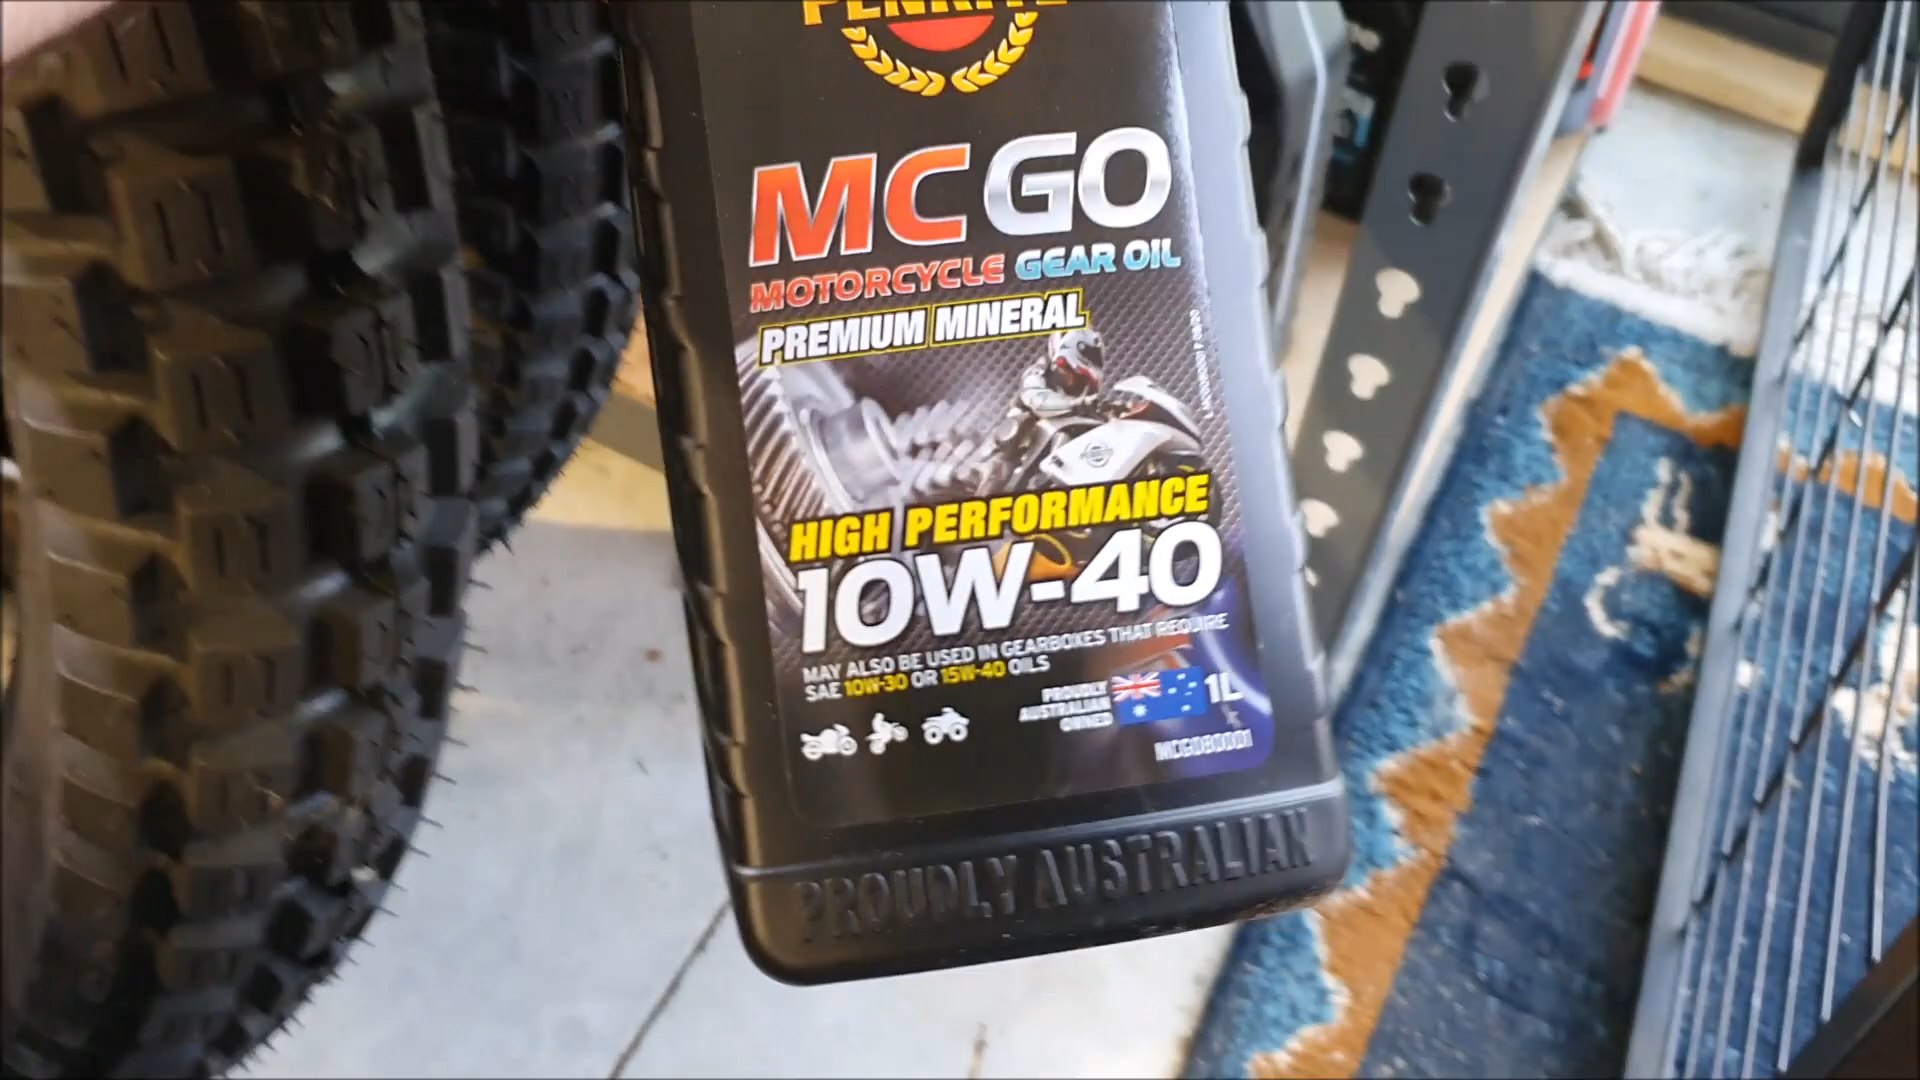 PENRITE
MC GO
MOTORCYCLE GEAR OIL
PREMIUM MINERAL
HIGH PERFORMANCE
10W-40
MAY ALSO BE USED IN GEARBOXES THAT REQUIRE
SAE 10W-30 OR 15W-40 OILS
PROUDLY
AUSTRALIAN
OWNED
1L
PROUDLY AUSTRALIAN